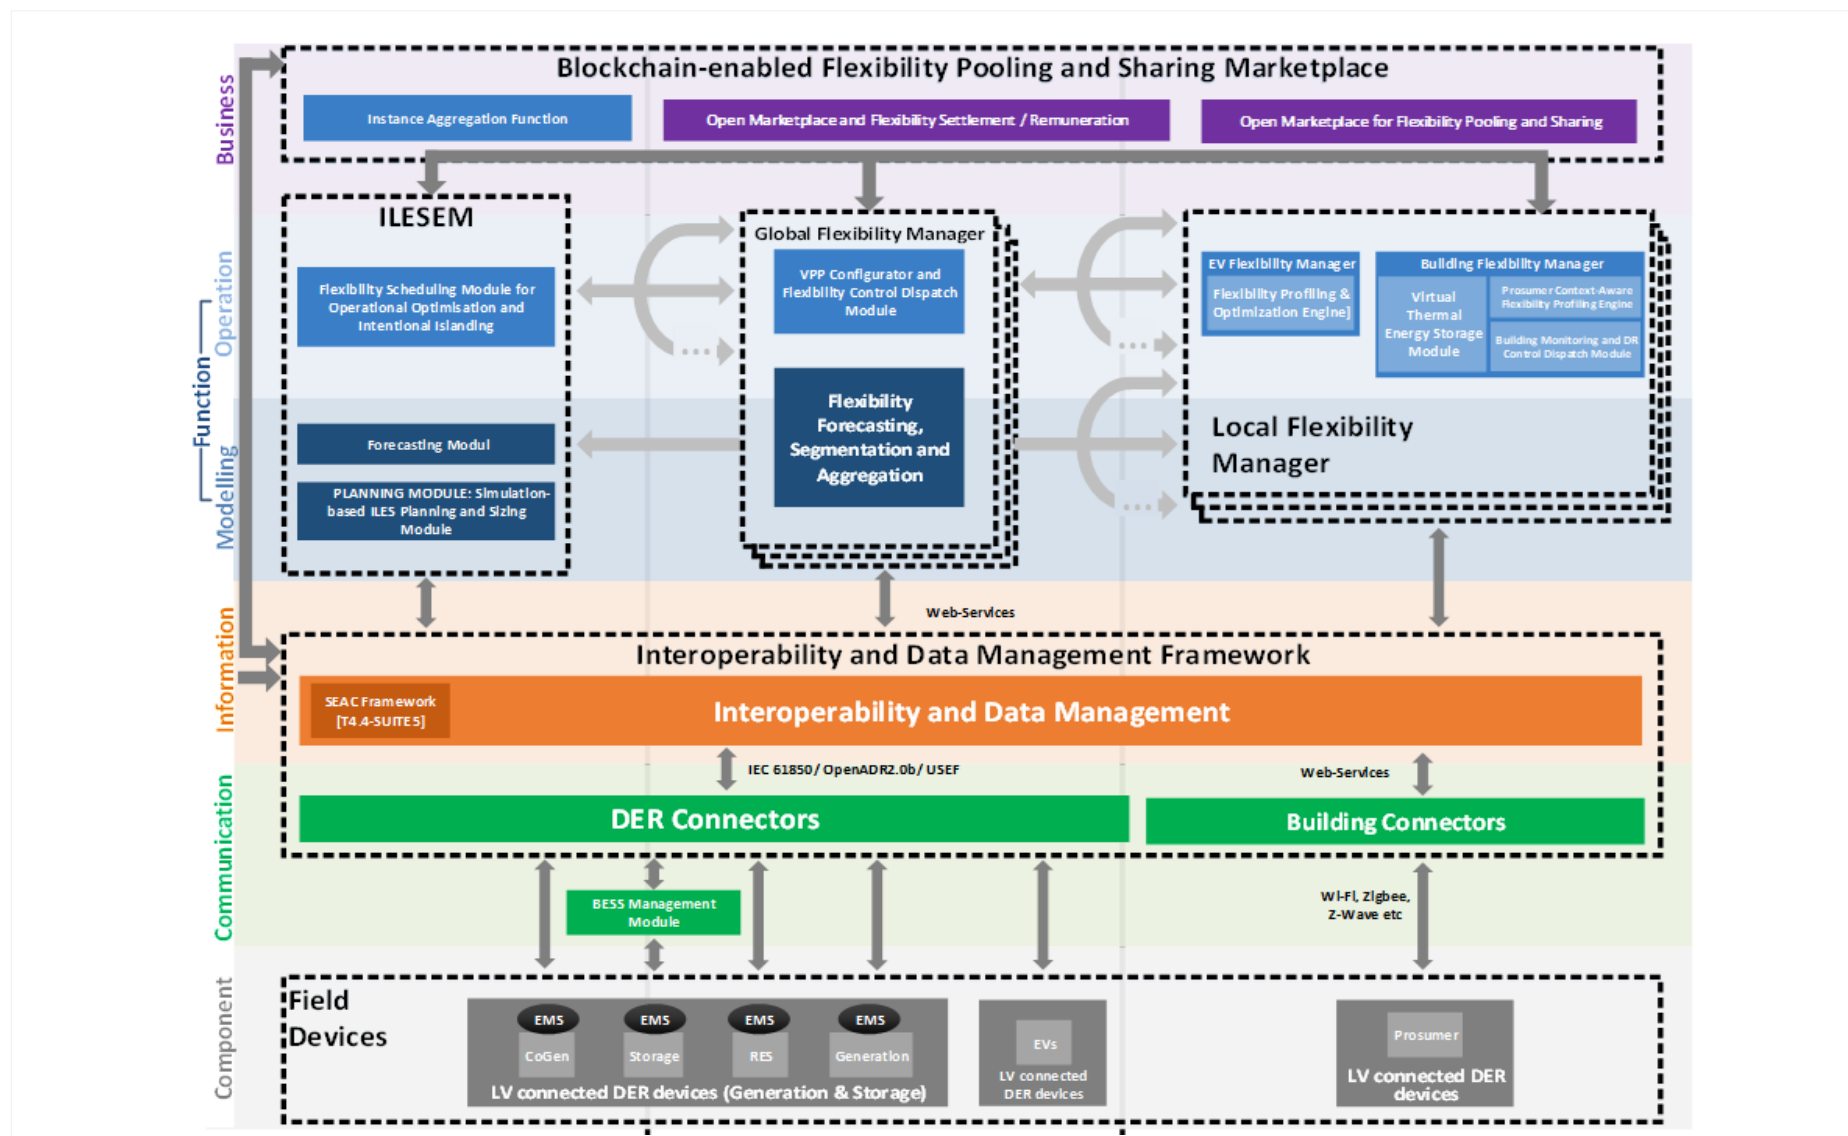 Business
Blockchain-enabled Flexibility Pooling and Sharing Marketplace
Instance Aggregation Function
Open Marketplace and Flexibility Settlement / Remuneration
Open Marketplace for Flexibility Pooling and Sharing
Function
Operation
Modelling
ILESEM
Flexibility Scheduling Module for
Operational Optimisation and
Intentional Islanding
Forecasting Modul
PLANNING MODULE: Simulation-
based ILES Planning and Sizing
Module
Global Flexibility Manager
VPP Configurator and
Flexibility Control Dispatch
Module
Flexibility
Forecasting,
Segmentation and
Aggregation
...
...
...
EV Flexibility Manager
Flexibility Profiling &
Optimization Engine]
Building Flexibility Manager
Virtual
Thermal
Energy Storage
Module
Prosumer Context-Aware
Flexibility Profiling Engine
Building Monitoring and DR
Control Dispatch Module
Local Flexibility
Manager
Web-Services
Information
Interoperability and Data Management Framework
SEAC Framework
[T4.4-SUITE5]
Interoperability and Data Management
IEC 61850/ OpenADR2.0b/ USEF
Web-Services
Communication
DER Connectors
Building Connectors
BESS Management
Module
Wi-Fi, Zigbee,
Z-Wave etc
Component
Field
Devices
EMS
EMS
EMS
EMS
CoGen
Storage
RES
Generation
LV connected DER devices (Generation & Storage)
EVs
LV connected
DER devices
Prosumer
LV connected DER
devices